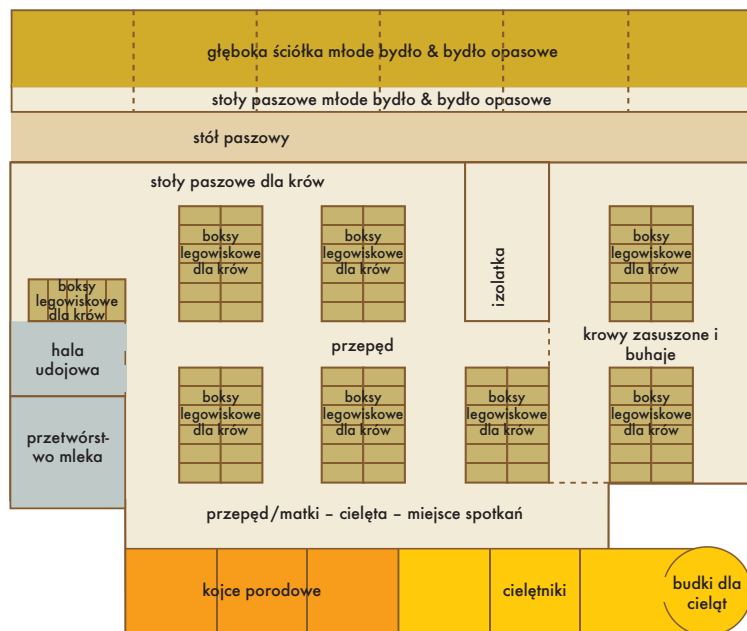 głęboka ściółka młode bydło & bydło opasowe
stoły paszowe młode bydło & bydło opasowe
stół paszowy
stoły paszowe dla krów
boksy
legowiskowe
dla krów
boksy
legowiskowe
dla krów
izolatka
boksy
legowiskowe
dla krów
boksy
legowiskowe
dla krów
hala
udojowa
przepęd
krowy zasuszone i
buhaje
boksy
legowiskowe
dla krów
boksy
legowiskowe
dla krów
boksy
legowiskowe
dla krów
boksy
legowiskowe
dla krów
przetwórst-
wo mleka
przepęd/matki – cielęta – miejsce spotkań
kojce porodowe
cielętniki
budki dla
cieląt